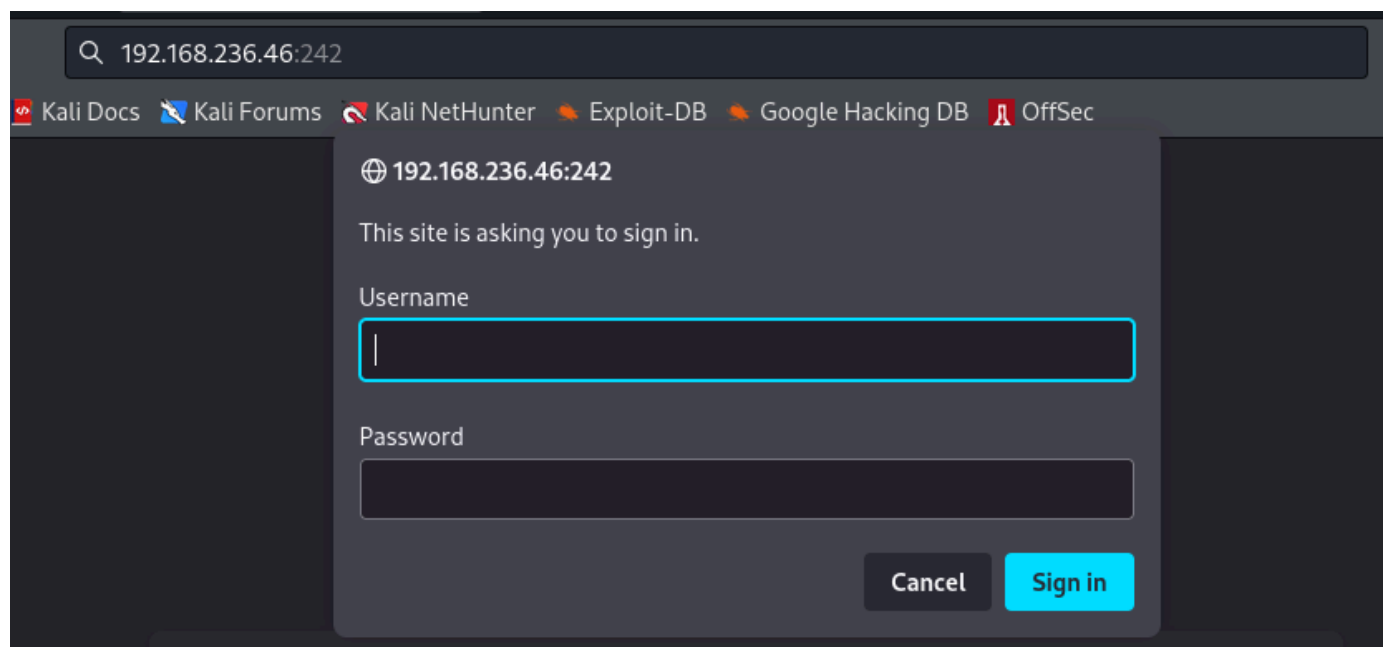 192.168.236.46:242
Kali Docs Kali Forums Kali NetHunter Exploit-DB Google Hacking DB OffSec
192.168.236.46:242
This site is asking you to sign in.
Username
Password
Cancel Sign in